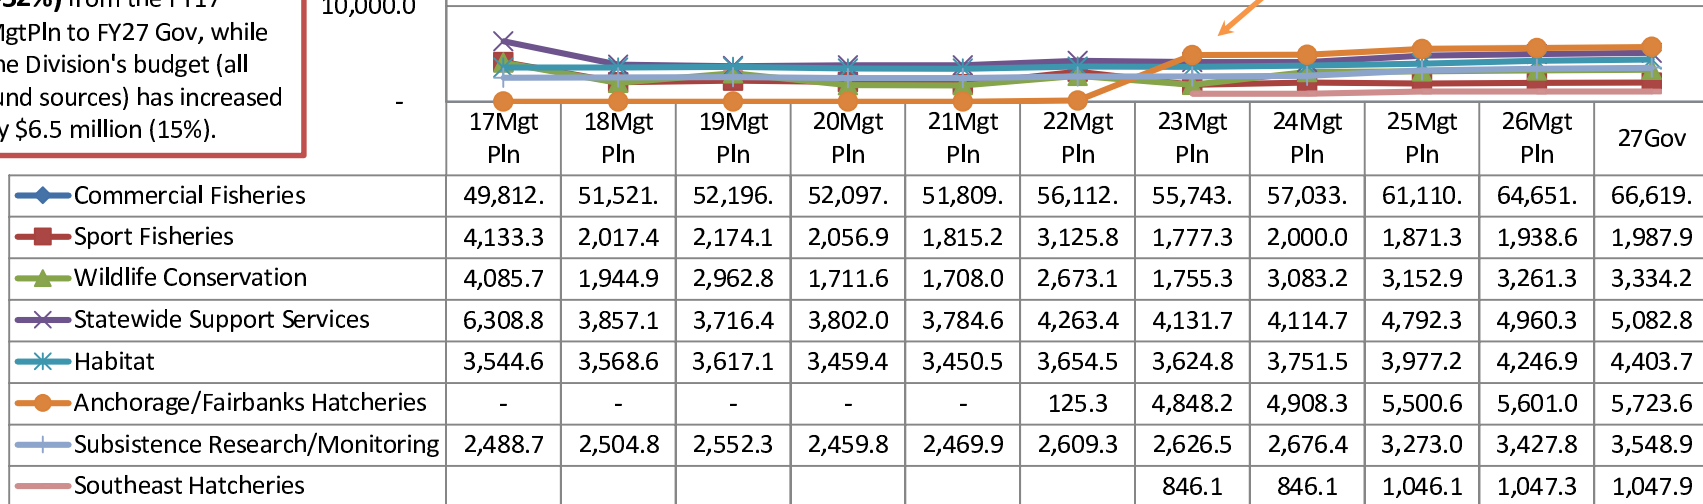 52%) from the FY17
MgtPln to FY27 Gov, while
he Division's budget (all
und sources) has increased
y $6.5 million (15%).
10,000.0
-
17Mgt Pln 18Mgt Pln 19Mgt Pln 20Mgt Pln 21Mgt Pln 22Mgt Pln 23Mgt Pln 24Mgt Pln 25Mgt Pln 26Mgt Pln 27Gov
Commercial Fisheries 49,812. 51,521. 52,196. 52,097. 51,809. 56,112. 55,743. 57,033. 61,110. 64,651. 66,619.
Sport Fisheries 4,133.3 2,017.4 2,174.1 2,056.9 1,815.2 3,125.8 1,777.3 2,000.0 1,871.3 1,938.6 1,987.9
Wildlife Conservation 4,085.7 1,944.9 2,962.8 1,711.6 1,708.0 2,673.1 1,755.3 3,083.2 3,152.9 3,261.3 3,334.2
Statewide Support Services 6,308.8 3,857.1 3,716.4 3,802.0 3,784.6 4,263.4 4,131.7 4,114.7 4,792.3 4,960.3 5,082.8
Habitat 3,544.6 3,568.6 3,617.1 3,459.4 3,450.5 3,654.5 3,624.8 3,751.5 3,977.2 4,246.9 4,403.7
Anchorage/Fairbanks Hatcheries - - - - - 125.3 4,848.2 4,908.3 5,500.6 5,601.0 5,723.6
Subsistence Research/Monitoring 2,488.7 2,504.8 2,552.3 2,459.8 2,469.9 2,609.3 2,626.5 2,676.4 3,273.0 3,427.8 3,548.9
Southeast Hatcheries 846.1 846.1 1,046.1 1,047.3 1,047.9